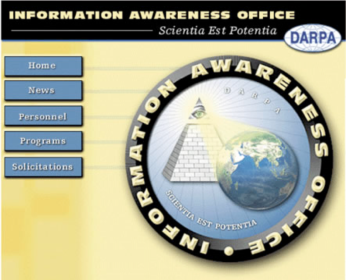 INFORMATION AWARENESS OFFICE
Scientia Est Potentia
DARPA
Home
News
Personnel
Programs
Solicitations
INFORMATION AWARENESS OFFICE
DARPA
SCIENTIA EST POTENTIA